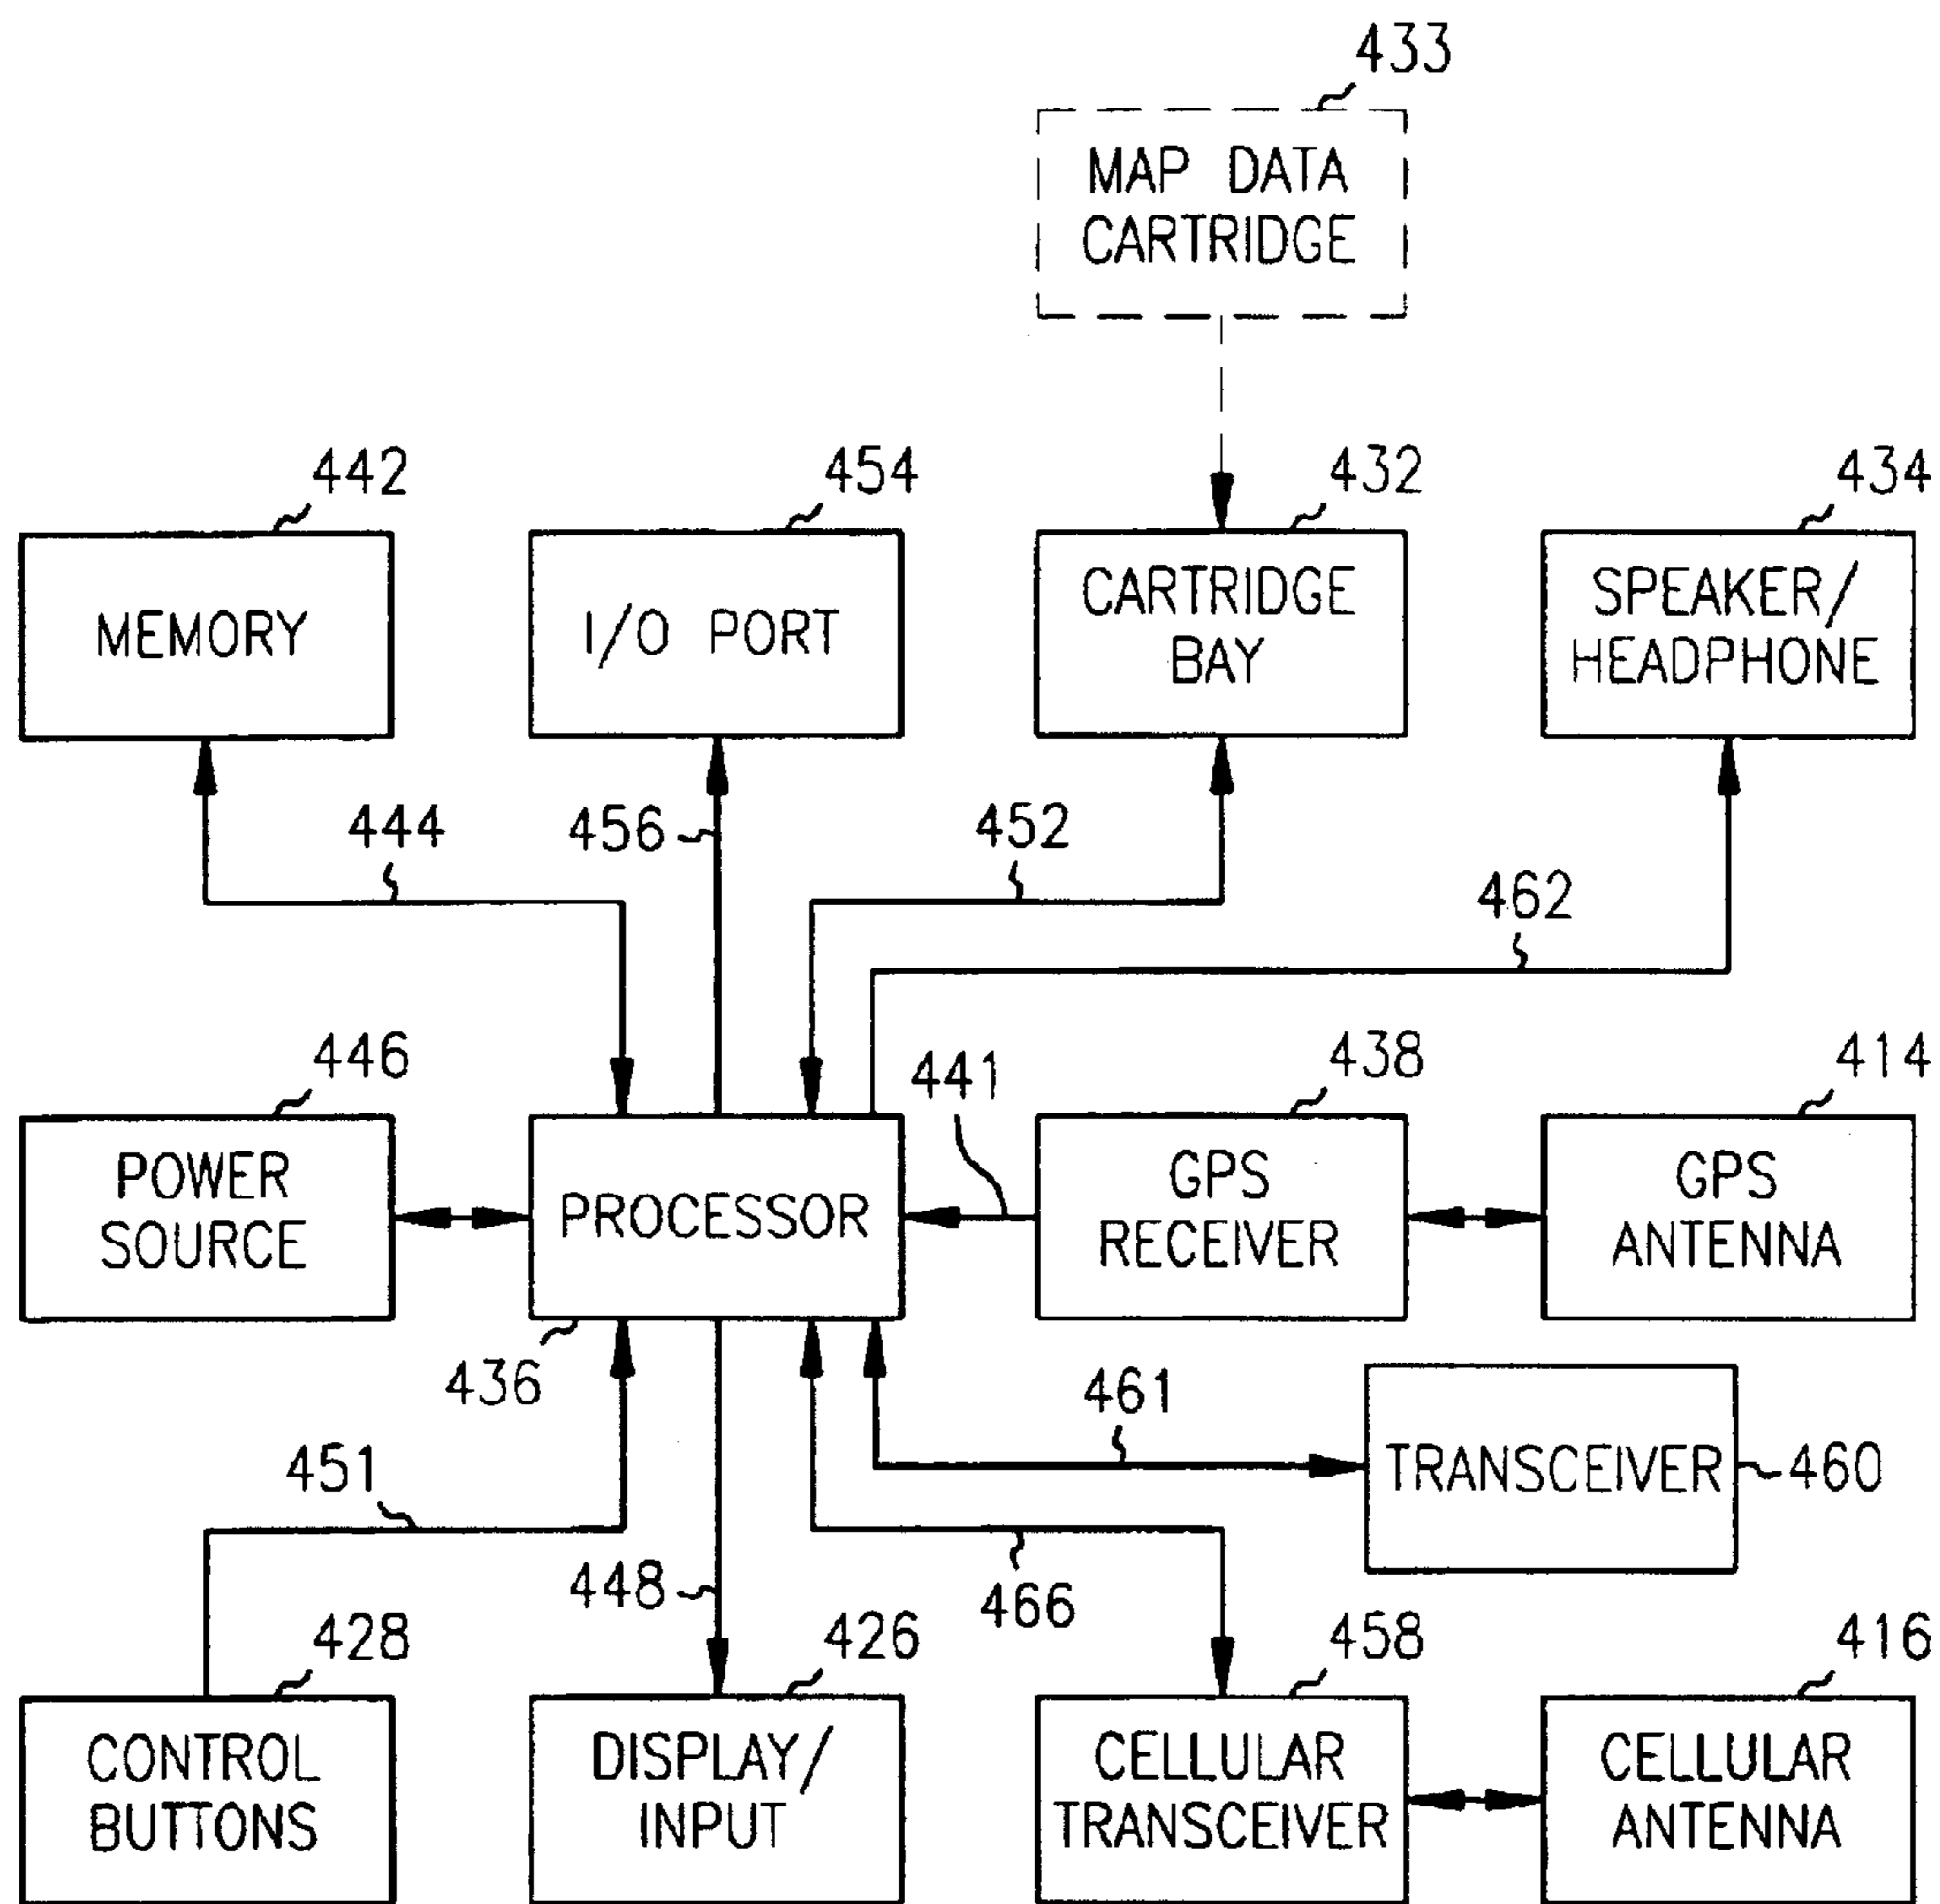 433
MAP DATA
CARTRIDGE
442
454
432
434
MEMORY
I/O PORT
CARTRIDGE
BAY
SPEAKER/
HEADPHONE
444
456
452
462
446
441
438
414
POWER
SOURCE
PROCESSOR
GPS
RECEIVER
GPS
ANTENNA
436
461
TRANSCEIVER
460
451
448
466
428
426
458
416
CONTROL
BUTTONS
DISPLAY/
INPUT
CELLULAR
TRANSCEIVER
CELLULAR
ANTENNA